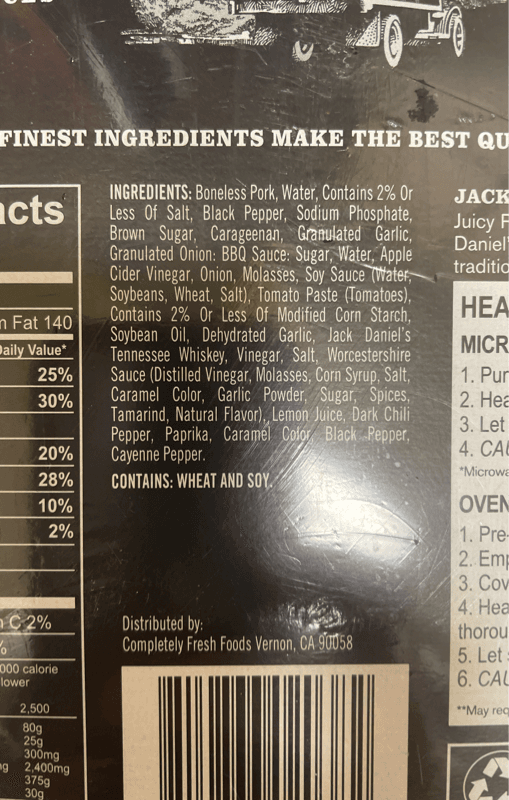 FINEST INGREDIENTS MAKE THE BEST QU
acts
m Fat 140
Daily Value*
25%
30%
20%
28%
10%
2%
C 2%
%
000 calorie
lower
2,500
80g
25g
300mg
2,400mg
375g
30g
INGREDIENTS: Boneless Pork, Water, Contains 2% Or
Less Of Salt, Black Pepper, Sodium Phosphate,
Brown Sugar, Carageenan, Granulated Garlic,
Granulated Onion: BBQ Sauce: Sugar, Water, Apple
Cider Vinegar, Onion, Molasses, Soy Sauce (Water,
Soybeans, Wheat, Salt), Tomato Paste (Tomatoes),
Contains 2% Or Less Of Modified Corn Starch,
Soybean Oil, Dehydrated Garlic, Jack Daniel's
Tennessee Whiskey, Vinegar, Salt, Worcestershire
Sauce (Distilled Vinegar, Molasses, Corn Syrup, Salt,
Caramel Color, Garlic Powder, Sugar, Spices,
Tamarind, Natural Flavor), Lemon Juice, Dark Chili
Pepper, Paprika, Caramel Color, Black Pepper,
Cayenne Pepper.
CONTAINS: WHEAT AND SOY.
Distributed by:
Completely Fresh Foods Vernon, CA 90058
JACK
Juicy P
Daniel'
traditio
HEA
MICR
1. Pun
2. Hea
3. Let
4. CAU
*Microwa
OVEN
1. Pre-
2. Emp
3. Cov
4. Hea
thorou
5. Let
6. CAU
**May req